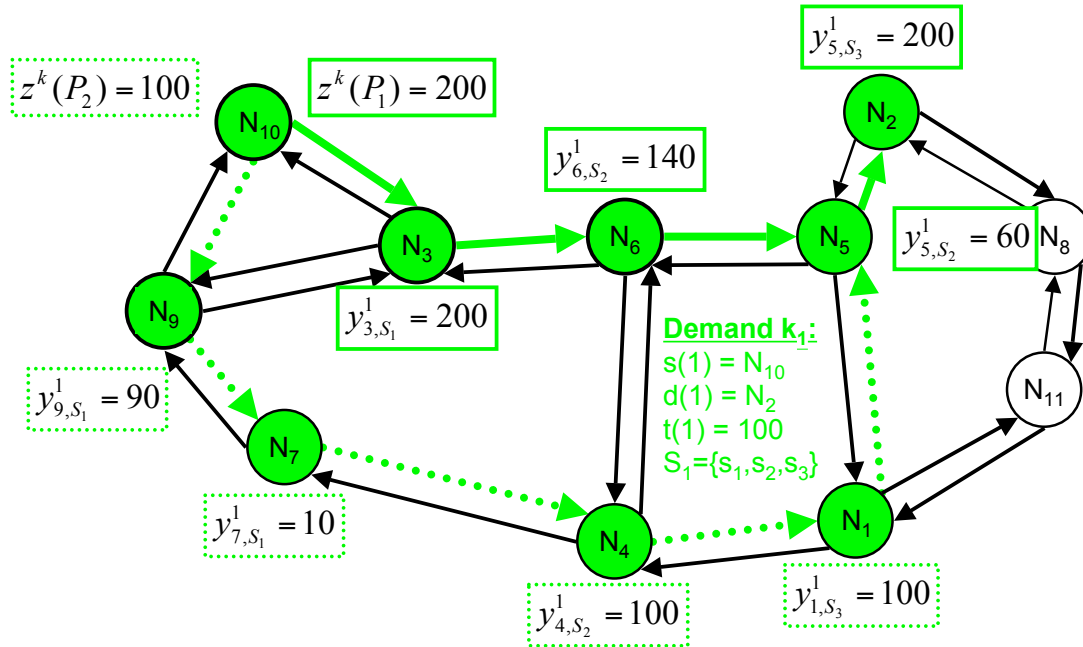 y^1_{5,S_3} = 200
z^k(P_2) = 100
z^k(P_1) = 200
N_10
N_2
y^1_{6,S_2} = 140
N_3
N_6
N_5
y^1_{5,S_2} = 60
N_8
N_9
y^1_{3,S_1} = 200
Demand k_1:
s(1) = N_10
d(1) = N_2
t(1) = 100
S_1={s_1,s_2,s_3}
y^1_{9,S_1} = 90
N_11
N_7
y^1_{7,S_1} = 10
N_4
N_1
y^1_{4,S_2} = 100
y^1_{1,S_3} = 100